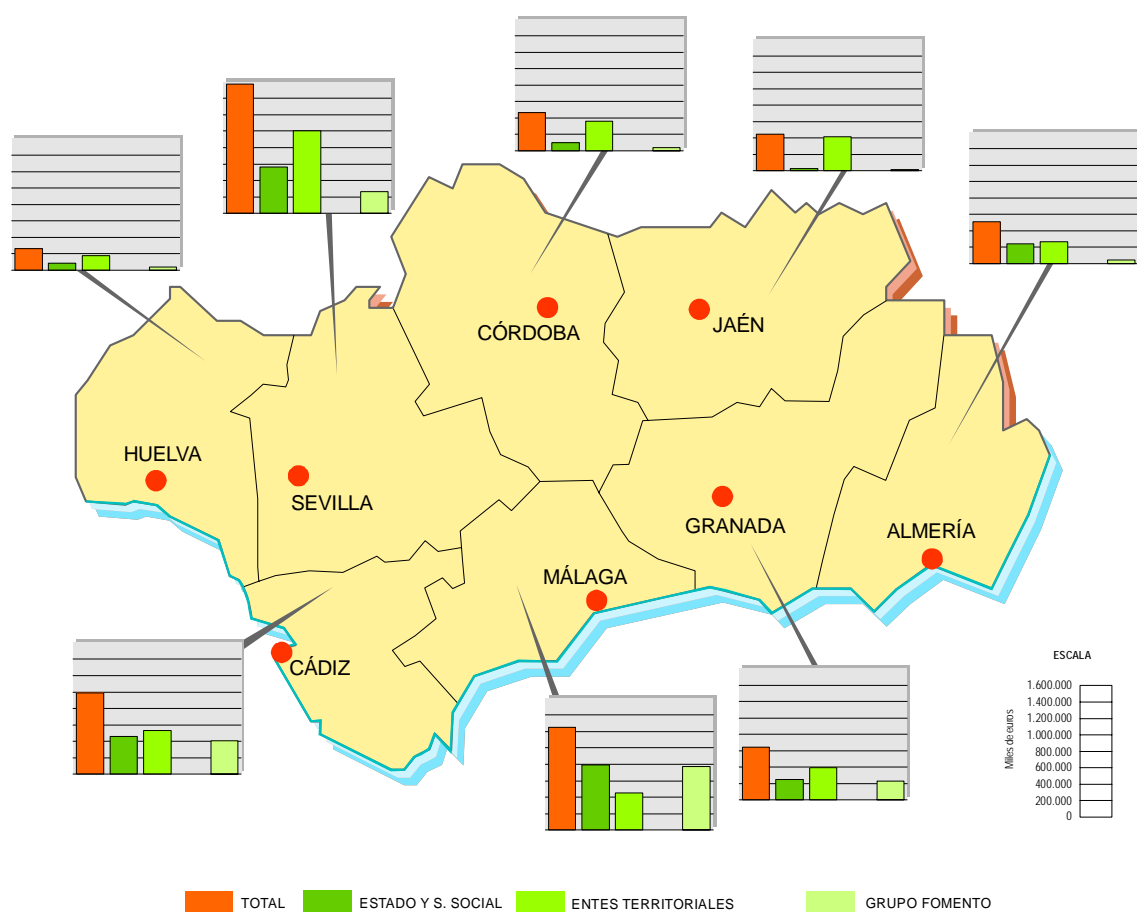 CÓRDOBA
JAÉN
HUELVA
SEVILLA
GRANADA
ALMERÍA
MÁLAGA
CÁDIZ
ESCALA
Miles de euros
1.600.000
1.400.000
1.200.000
1.000.000
800.000
600.000
400.000
200.000
0
TOTAL
ESTADO Y S. SOCIAL
ENTES TERRITORIALES
GRUPO FOMENTO